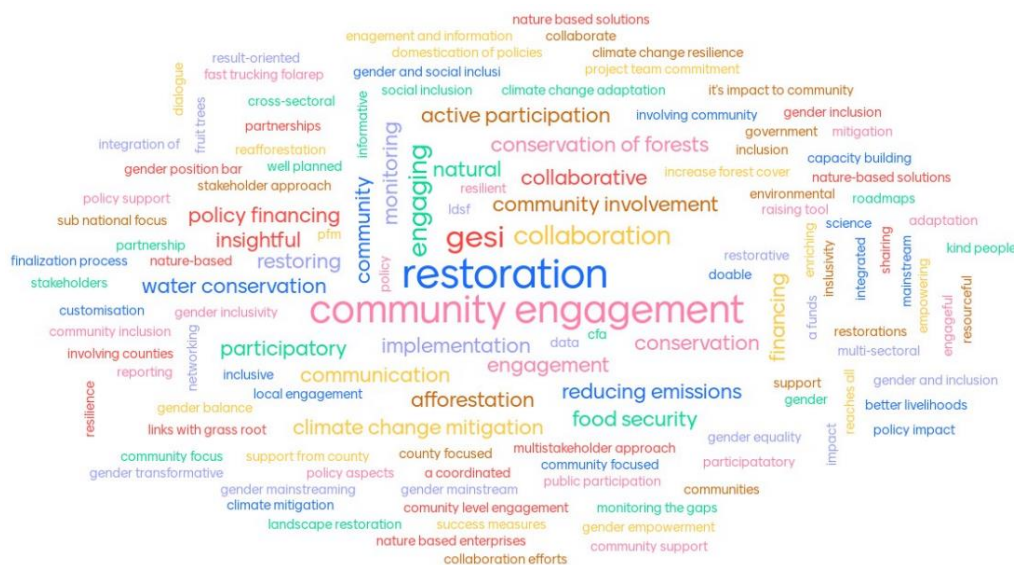 nature based solutions
enagement and information
collaborate
domestication of policies
climate change resilience
result-oriented
fast trucking folarep
gender and social inclusi
project team commitment
dialogue
fruit trees
cross-sectoral
informative
social inclusion
climate change adaptation
it's impact to community
partnerships
active participation
involving community
gender inclusion
integration of
reafforestation
monitoring
engaging
conservation of forests
government
mitigation
inclusion
gender position bar
well planned
community
natural
increase forest cover
capacity building
policy support
stakeholder approach
resilient
collaborative
nature-based solutions
environmental
roadmaps
sub national focus
policy financing
ldsf
community involvement
raising tool
science
adaptation
partnership
insightful
pfm
gesi
collaboration
enriching
inslusivity
integrated
shairing
mainstream
kind people
finalization process
nature-based
restoring
policy
restoration
restorative
doable
financing
empowering
engageful
resourceful
stakeholders
water conservation
a funds
customisation
gender inclusivity
community engagement
restorations
community inclusion
networking
participatory
implementation
data
cfa
conservation
multi-sectoral
involving counties
reporting
inclusive
communication
engagement
support
reaches all
gender and inclusion
resilience
local engagement
afforestation
reducing emissions
gender
better livelihoods
gender balance
food security
impact
policy impact
links with grass root
climate change mitigation
gender equality
community focus
support from county
county focused
multistakeholder approach
gender transformative
policy aspects
a coordinated
community focused
participatatory
public participation
gender mainstreaming
gender mainstream
communities
climate mitigation
comunity level engagement
monitoring the gaps
landscape restoration
success measures
gender empowerment
nature based enterprises
community support
collaboration efforts